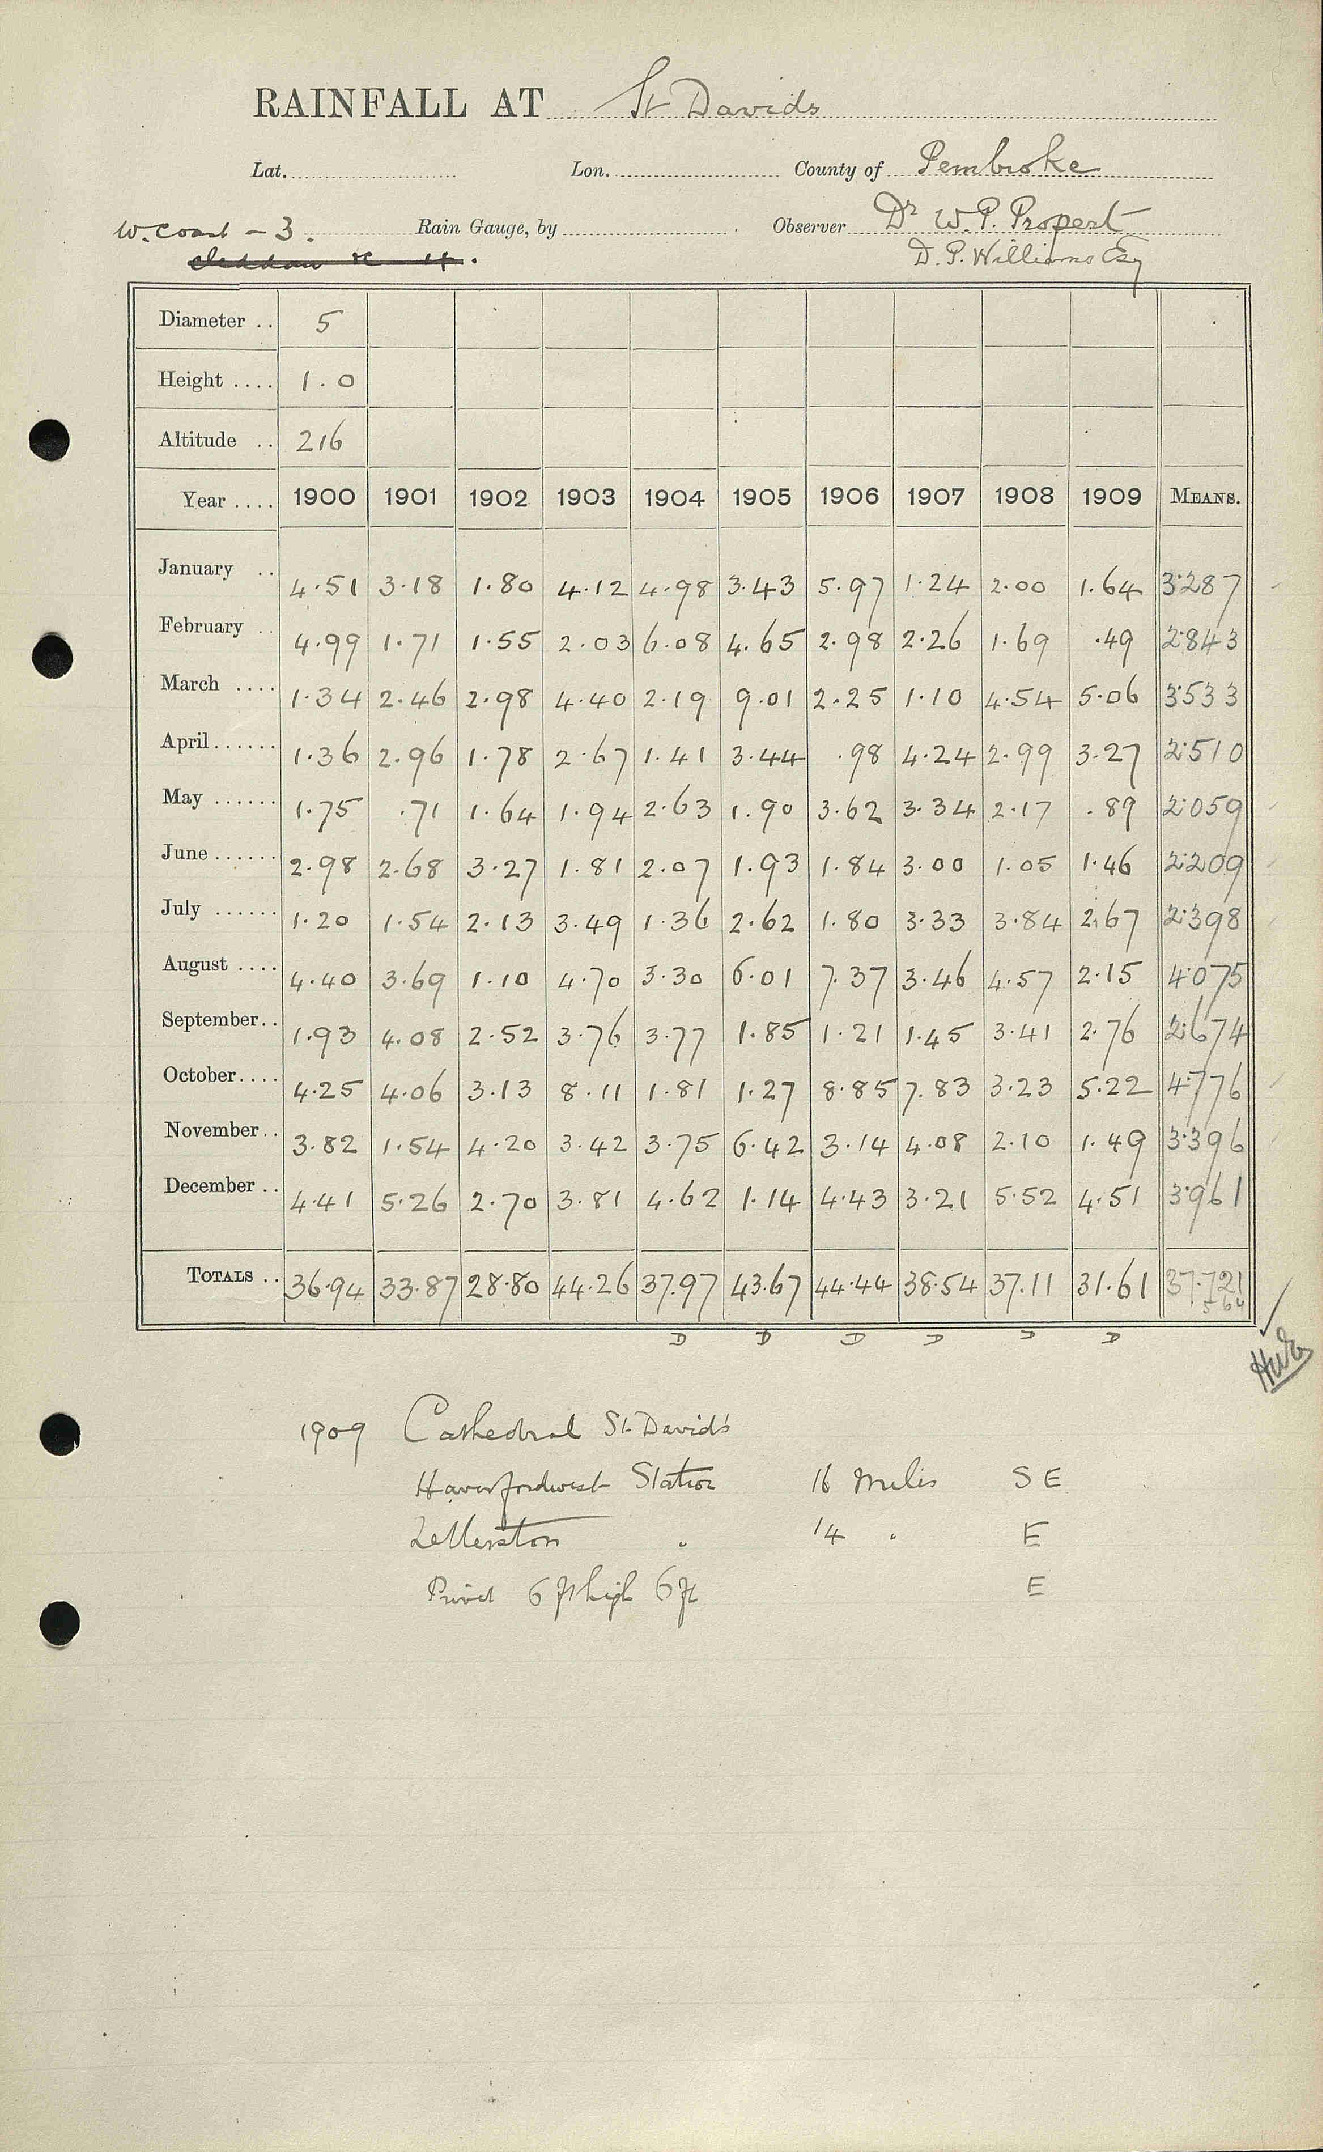 RAINFALL AT St Davids
Lat. Lon. County of Pembroke
W. Coast - 3. Rain Gauge, by Observer Dr W. P. Propert
D. P. Williams Esq
Diameter .. 5
Height .... 1.0
Altitude .. 216
Year .... 1900 1901 1902 1903 1904 1905 1906 1907 1908 1909 MEANS.
January .. 4.51 3.18 1.80 4.12 4.98 3.43 5.97 1.24 2.00 1.64 3.287
February .. 4.99 1.71 1.55 2.03 6.08 4.65 2.98 2.26 1.69 .49 2.843
March .... 1.34 2.46 2.98 4.40 2.19 9.01 2.25 1.10 4.54 5.06 3.533
April...... 1.36 2.96 1.78 2.67 1.41 3.44 .98 4.24 2.99 3.27 2.510
May ...... 1.75 .71 1.64 1.94 2.63 1.90 3.62 3.34 2.17 .89 2.059
June...... 2.98 2.68 3.27 1.81 2.07 1.93 1.84 3.00 1.05 1.46 2.209
July ...... 1.20 1.54 2.13 3.49 1.36 2.62 1.80 3.33 3.84 2.67 2.398
August .... 4.40 3.69 1.10 4.70 3.30 6.01 7.37 3.46 4.57 2.15 4.075
September.. 1.93 4.08 2.52 3.76 3.77 1.85 1.21 1.45 3.41 2.76 2.674
October.... 4.25 4.06 3.13 8.11 1.81 1.27 8.85 7.83 3.23 5.22 4.776
November.. 3.82 1.54 4.20 3.42 3.75 6.42 3.14 4.08 2.10 1.49 3.396
December .. 4.41 5.26 2.70 3.81 4.62 1.14 4.43 3.21 5.52 4.51 3.961
TOTALS .. 36.94 33.87 28.80 44.26 37.97 43.67 44.44 38.54 37.11 31.61 37.721
D D D D D D
1909 Cathedral St. David's
Haverfordwest Station 16 Miles S E
Letterston " 14 " E
6 ft high 6 ft E